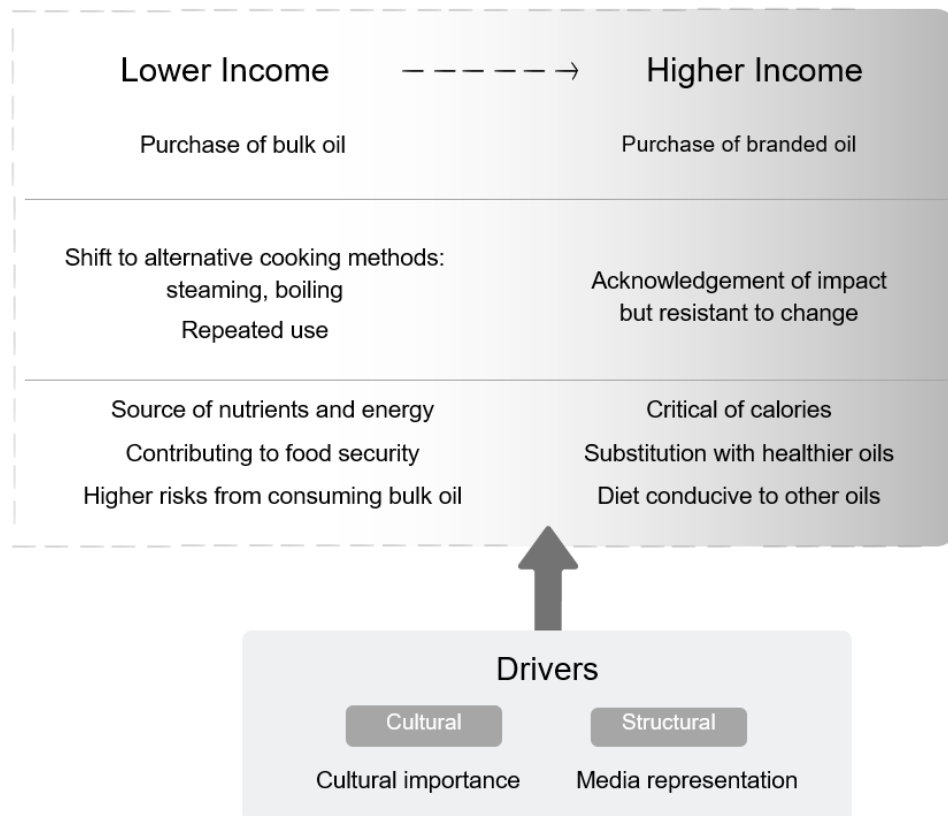 Lower Income
Higher Income
Purchase of bulk oil
Purchase of branded oil
Shift to alternative cooking methods:
steaming, boiling
Repeated use
Acknowledgement of impact
but resistant to change
Source of nutrients and energy
Critical of calories
Contributing to food security
Substitution with healthier oils
Higher risks from consuming bulk oil
Diet conducive to other oils
Drivers
Cultural
Structural
Cultural importance
Media representation